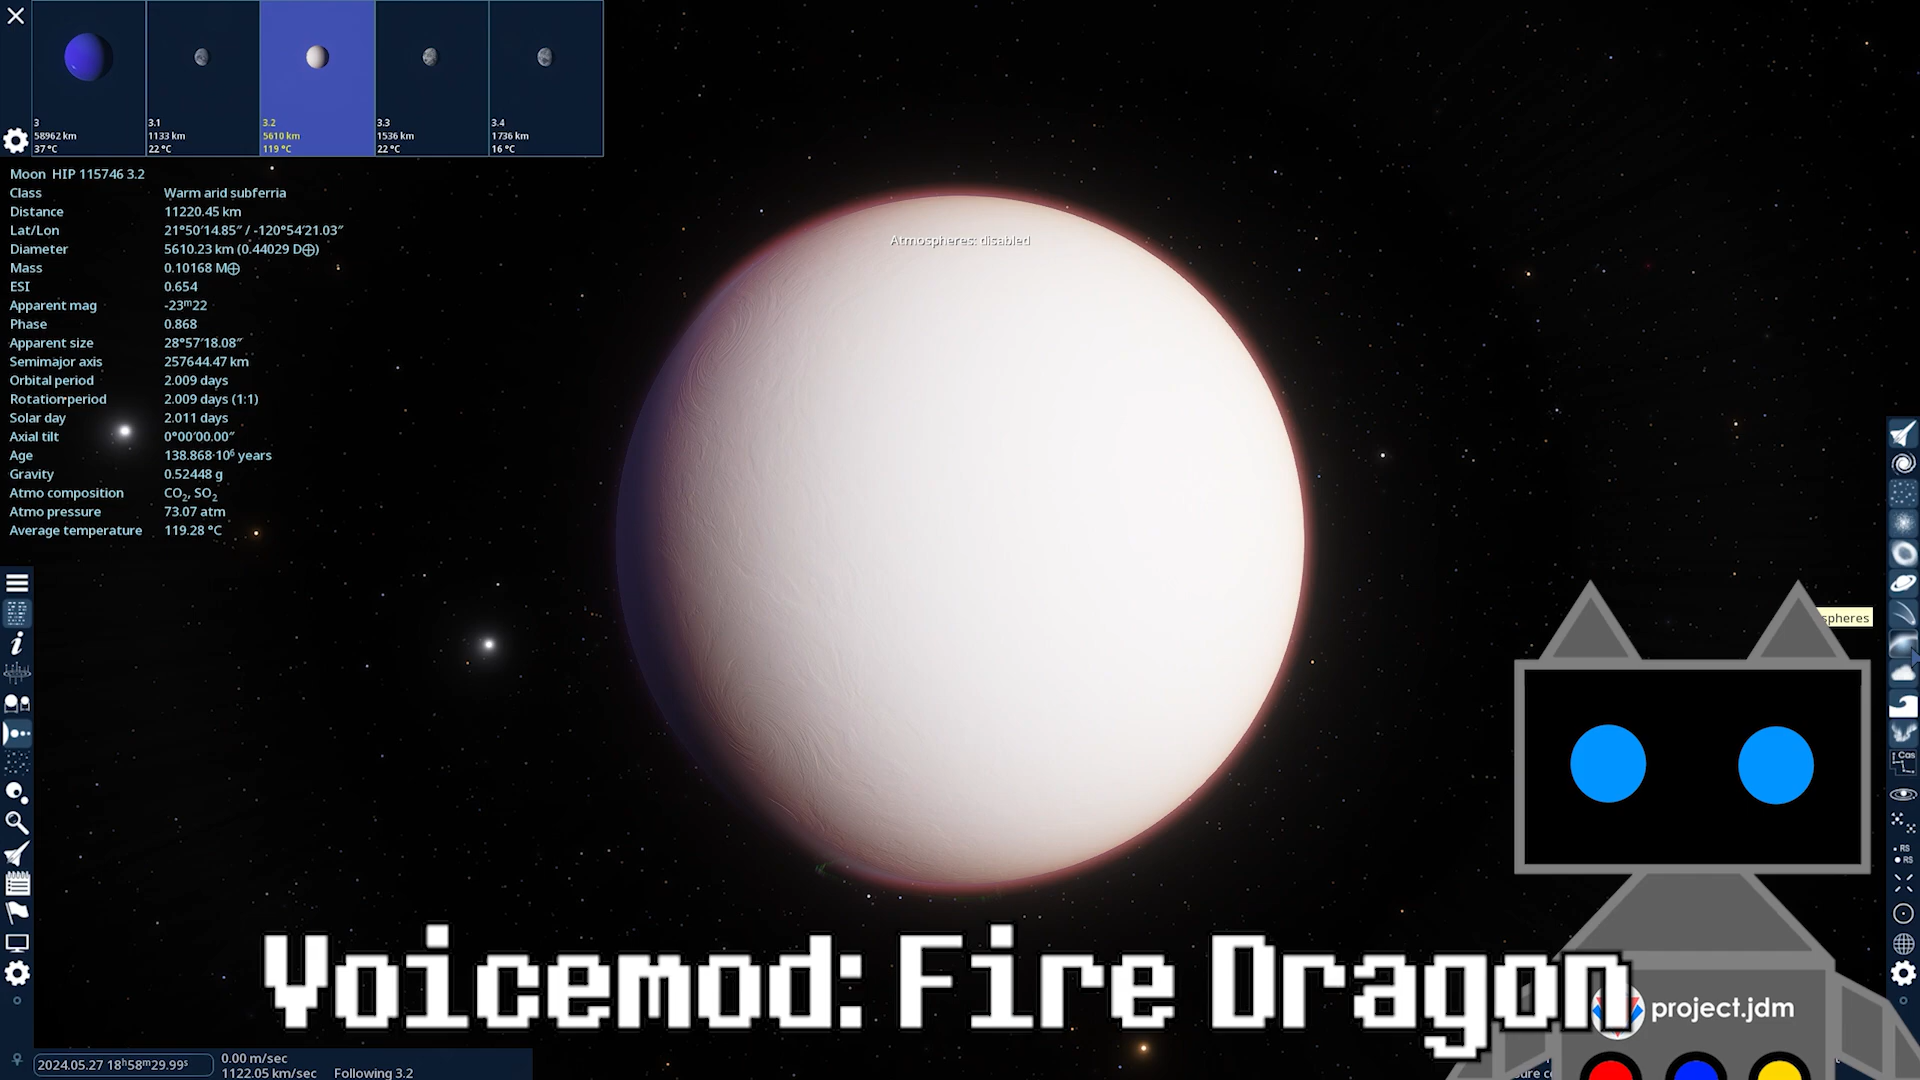 3
58962 km
37 °C
3.1
1133 km
22 °C
3.2
5610 km
119 °C
3.3
1536 km
22 °C
3.4
1736 km
16 °C
Moon HIP 115746 3.2
Class Warm arid subferria
Distance 11220.45 km
Lat/Lon 21°50′14.85″ / -120°54′21.03″
Diameter 5610.23 km (0.44029 D⊕)
Mass 0.10168 M⊕
ESI 0.654
Apparent mag -23ᵐ22
Phase 0.868
Apparent size 28°57′18.08″
Semimajor axis 257644.47 km
Orbital period 2.009 days
Rotation period 2.009 days (1:1)
Solar day 2.011 days
Axial tilt 0°00′00.00″
Age 138.868·10⁶ years
Gravity 0.52448 g
Atmo composition CO₂, SO₂
Atmo pressure 73.07 atm
Average temperature 119.28 °C
Atmospheres: disabled
spheres
Cas
RS
RS
Voicemod: Fire Dragon
project.jdm
2024.05.27 18ʰ58ᵐ29.99ˢ
0.00 m/sec
1122.05 km/sec Following 3.2